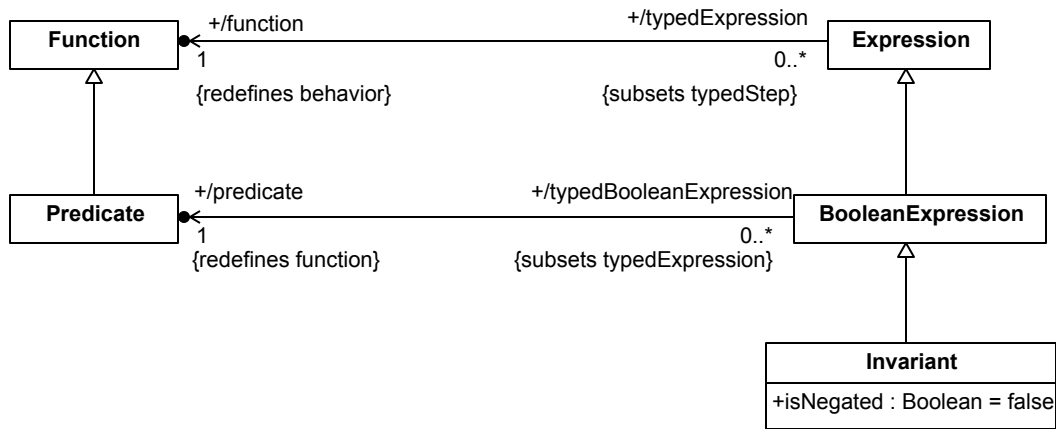 Function
+/function
+/typedExpression
Expression
1
0..*
{redefines behavior}
{subsets typedStep}
Predicate
+/predicate
+/typedBooleanExpression
BooleanExpression
1
0..*
{redefines function}
{subsets typedExpression}
Invariant
+isNegated : Boolean = false